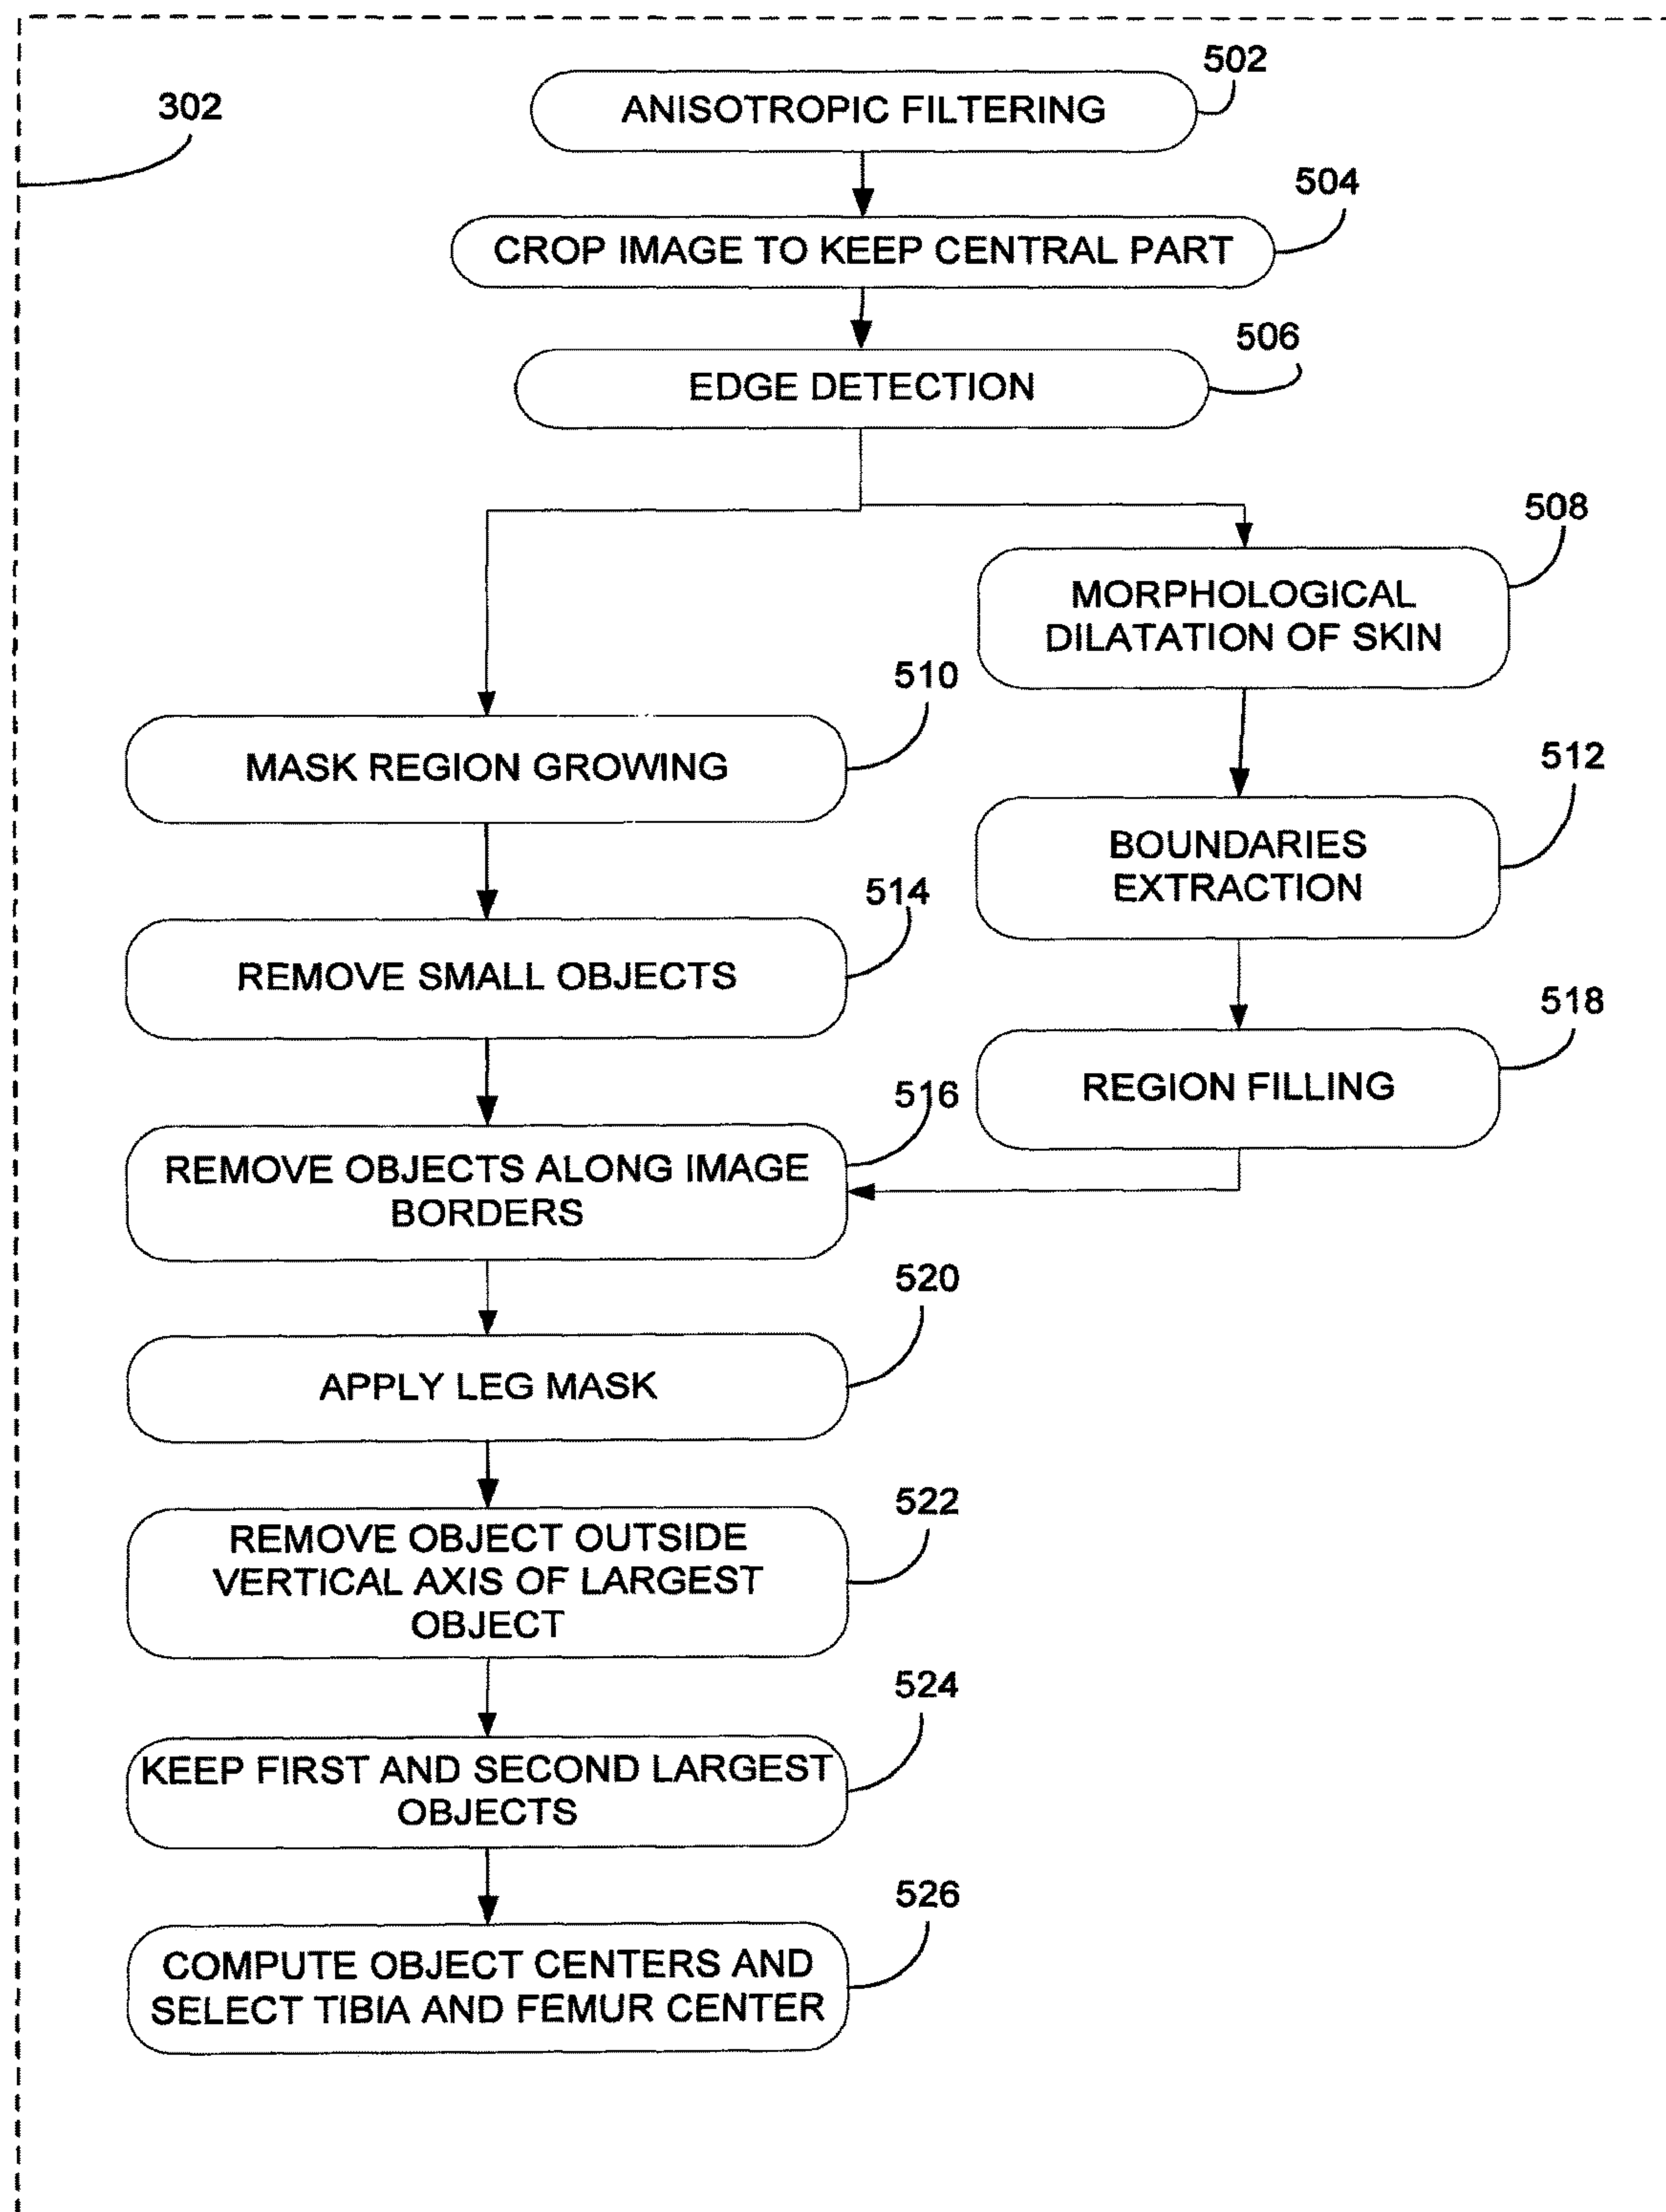 502
302
ANISOTROPIC FILTERING
504
CROP IMAGE TO KEEP CENTRAL PART
506
EDGE DETECTION
508
MORPHOLOGICAL
DILATATION OF SKIN
510
MASK REGION GROWING
512
BOUNDARIES
EXTRACTION
514
REMOVE SMALL OBJECTS
518
REGION FILLING
516
REMOVE OBJECTS ALONG IMAGE
BORDERS
520
APPLY LEG MASK
522
REMOVE OBJECT OUTSIDE
VERTICAL AXIS OF LARGEST
OBJECT
524
KEEP FIRST AND SECOND LARGEST
OBJECTS
526
COMPUTE OBJECT CENTERS AND
SELECT TIBIA AND FEMUR CENTER